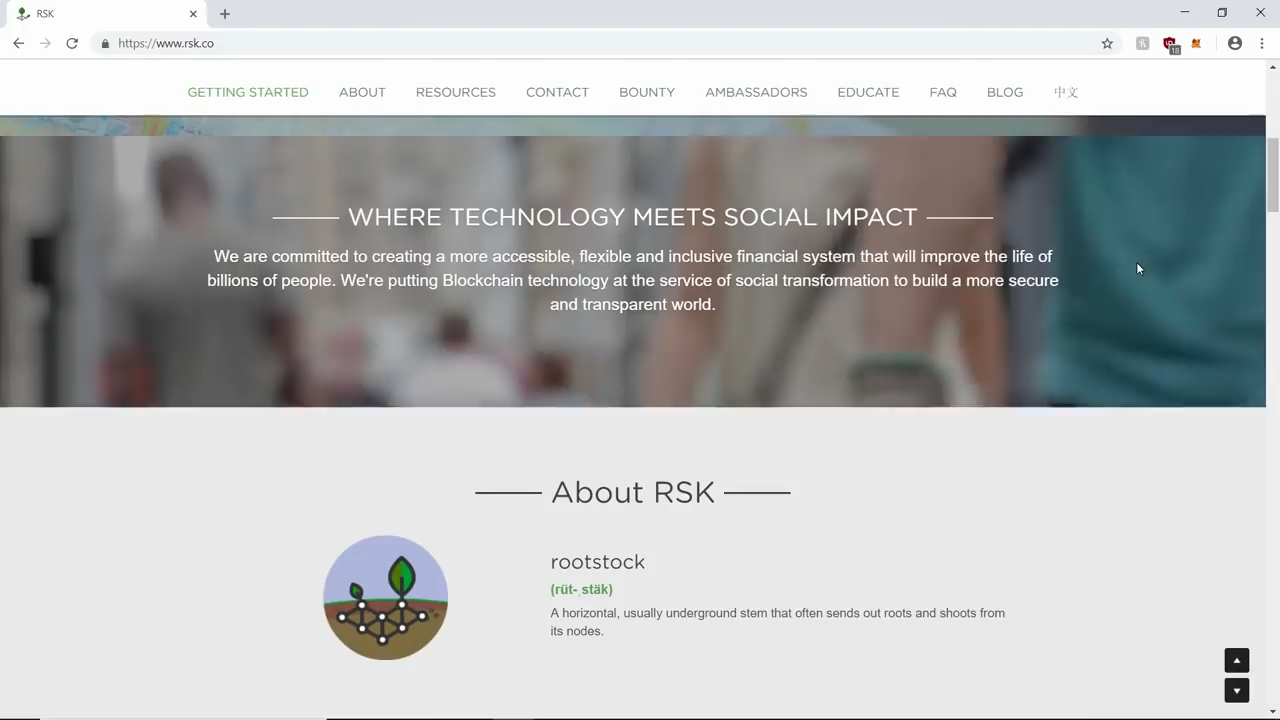 RSK
https://www.rsk.co
18
GETTING STARTED ABOUT RESOURCES CONTACT BOUNTY AMBASSADORS EDUCATE FAQ BLOG 中文
WHERE TECHNOLOGY MEETS SOCIAL IMPACT
We are committed to creating a more accessible, flexible and inclusive financial system that will improve the life of
billions of people. We're putting Blockchain technology at the service of social transformation to build a more secure
and transparent world.
About RSK
rootstock
(rüt-ˌstäk)
A horizontal, usually underground stem that often sends out roots and shoots from
its nodes.